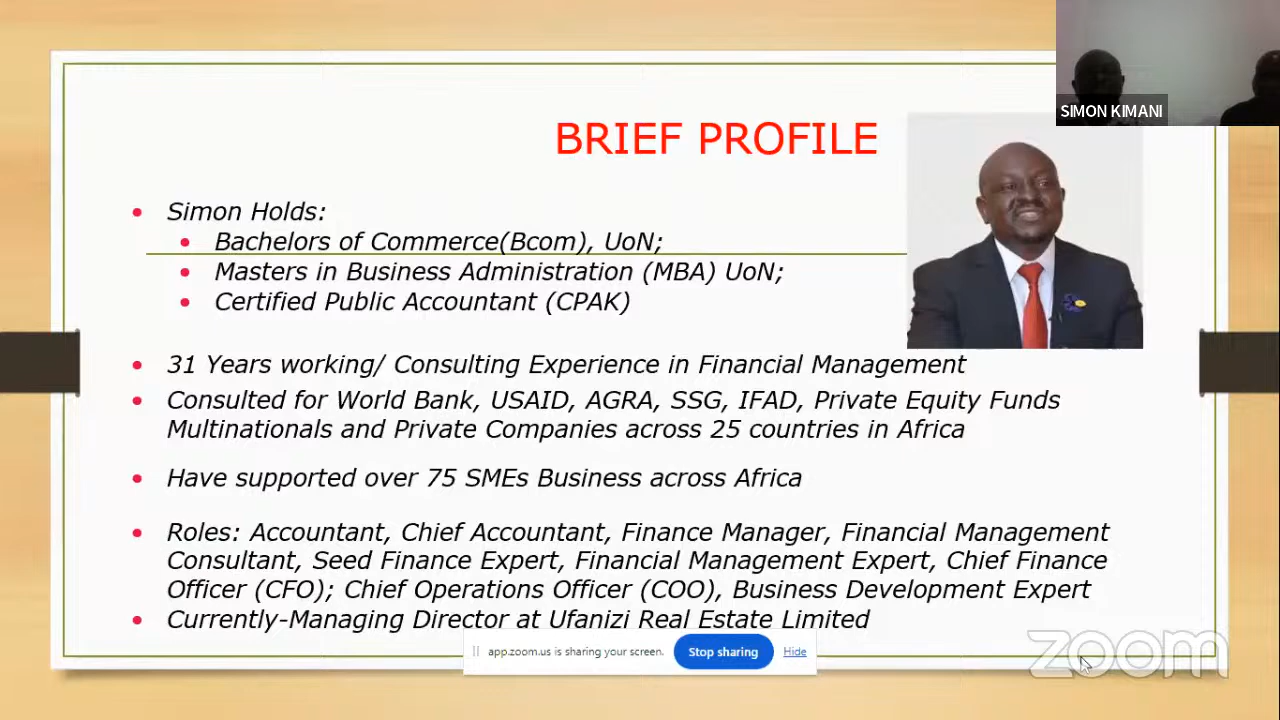 SIMON KIMANI
BRIEF PROFILE
• Simon Holds:
• Bachelors of Commerce(Bcom), UoN;
• Masters in Business Administration (MBA) UoN;
• Certified Public Accountant (CPAK)
• 31 Years working/ Consulting Experience in Financial Management
• Consulted for World Bank, USAID, AGRA, SSG, IFAD, Private Equity Funds
Multinationals and Private Companies across 25 countries in Africa
• Have supported over 75 SMEs Business across Africa
• Roles: Accountant, Chief Accountant, Finance Manager, Financial Management
Consultant, Seed Finance Expert, Financial Management Expert, Chief Finance
Officer (CFO); Chief Operations Officer (COO), Business Development Expert
• Currently-Managing Director at Ufanizi Real Estate Limited
app.zoom.us is sharing your screen. Stop sharing Hide
zoom